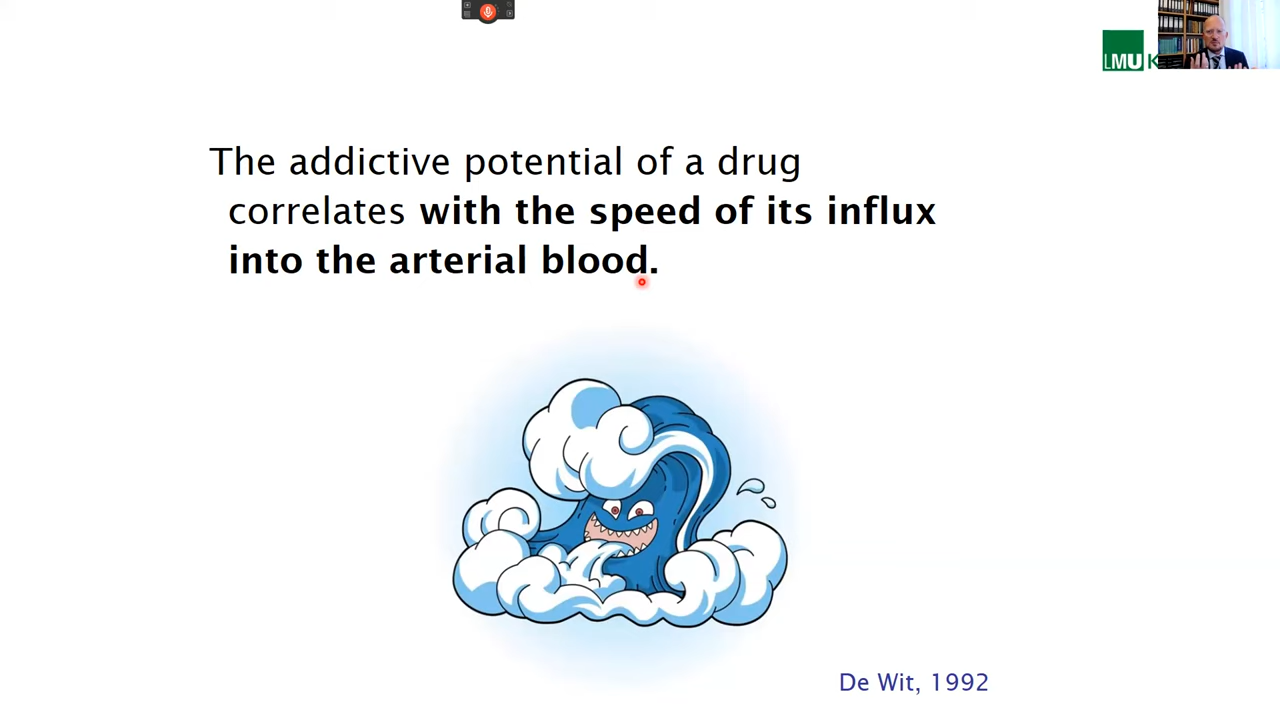 LMU K
The addictive potential of a drug
correlates with the speed of its influx
into the arterial blood.
De Wit, 1992